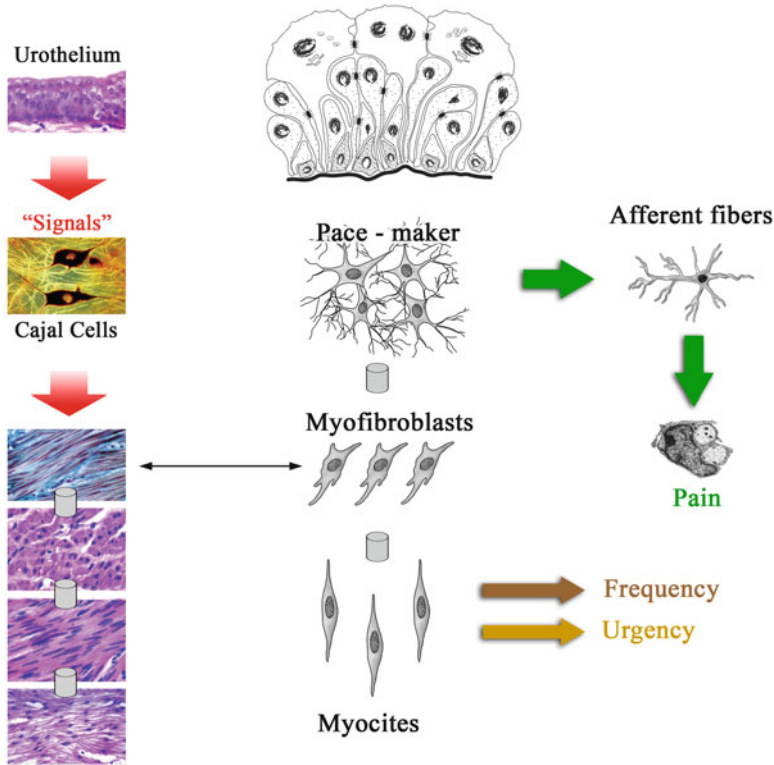 Urothelium
“Signals”
Cajal Cells
Pace - maker
Afferent fibers
Myofibroblasts
Pain
Frequency
Urgency
Myocites